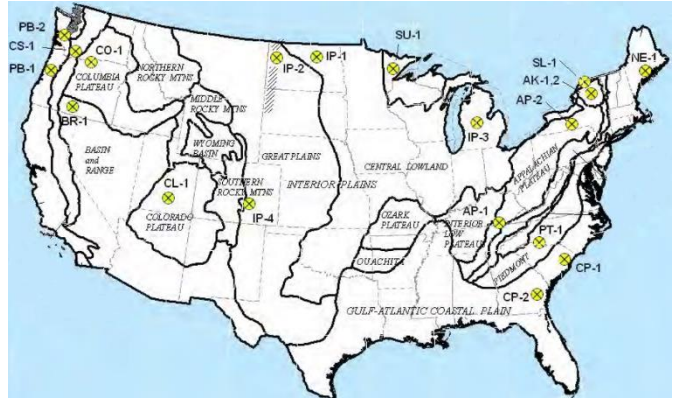 PB-2
SU-1
CS-1
CO-1
IP-2
IP-1
SL-1
NE-1
PB-1
COLUMBIA
PLATEAU
NORTHERN
ROCKY MTNS
AK-1,2
AP-2
BR-1
MIDDLE
ROCKY MTNS
IP-3
BASIN
and
RANGE
WYOMING
BASIN
GREAT PLAINS
CENTRAL LOWLAND
APPALACHIAN
PLATEAU
CL-1
SOUTHERN
ROCKY MTNS
INTERIOR PLAINS
COLORADO
PLATEAU
IP-4
OZARK
PLATEAU
AP-1
INTERIOR
LOW
PLATEAU
PT-1
OUACHITA
PIEDMONT
CP-1
CP-2
GULF-ATLANTIC COASTAL PLAIN